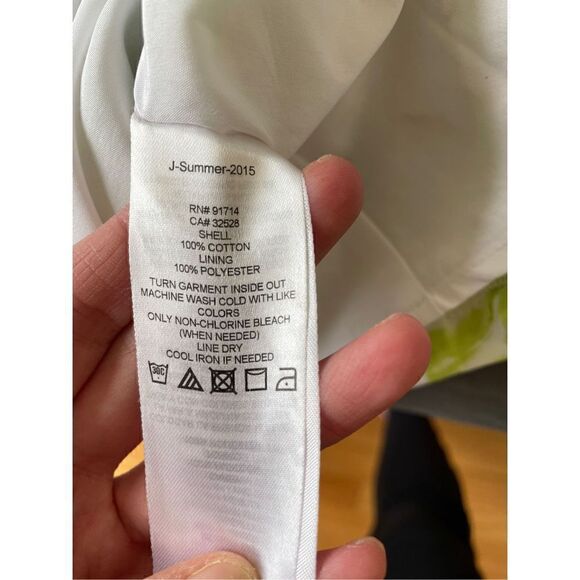 J-Summer-2015
RN# 91714
CA# 32528
SHELL
100% COTTON
LINING
100% POLYESTER
TURN GARMENT INSIDE OUT
MACHINE WASH COLD WITH LIKE
COLORS
ONLY NON-CHLORINE BLEACH
(WHEN NEEDED)
LINE DRY
COOL IRON IF NEEDED
30C